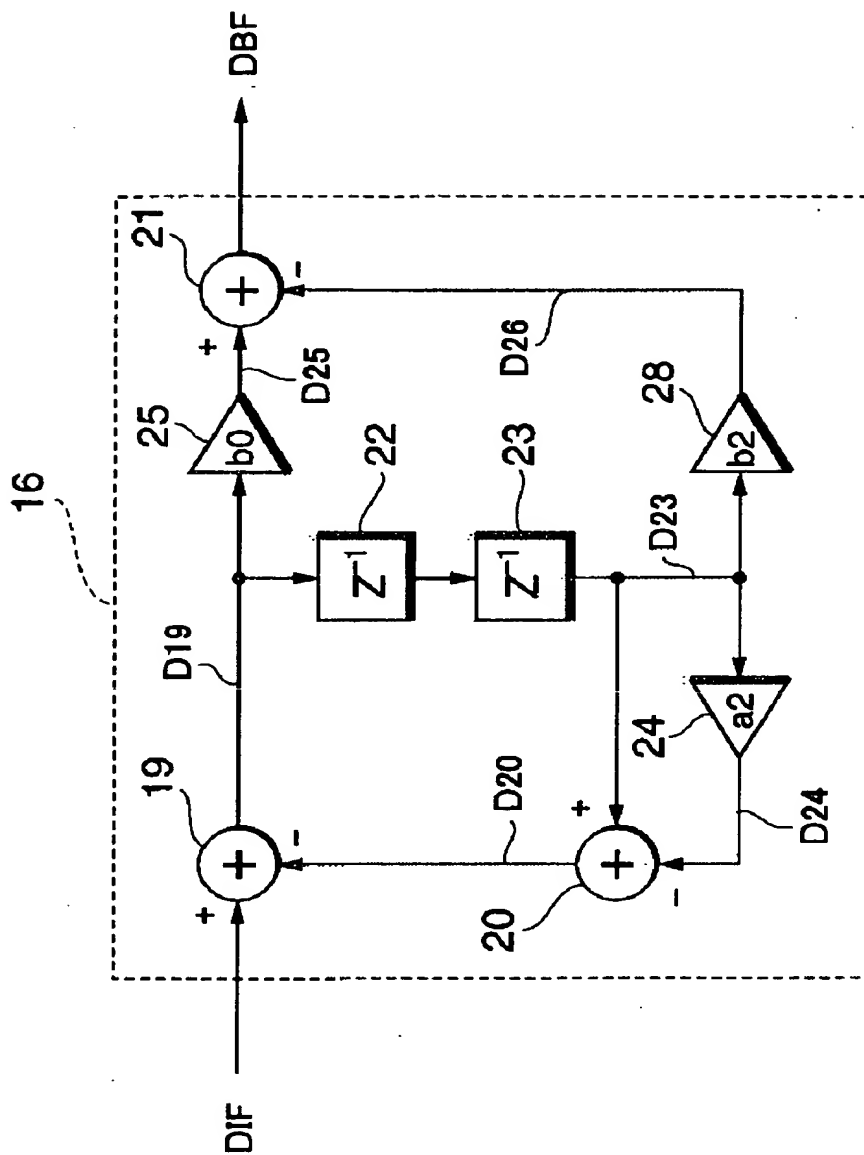 16
DIF
+
19
+
-
D19
25
b0
D25
+
21
+
-
DBF
22
Z⁻¹
23
Z⁻¹
D20
D26
20
+
+
-
D23
24
a2
D24
28
b2